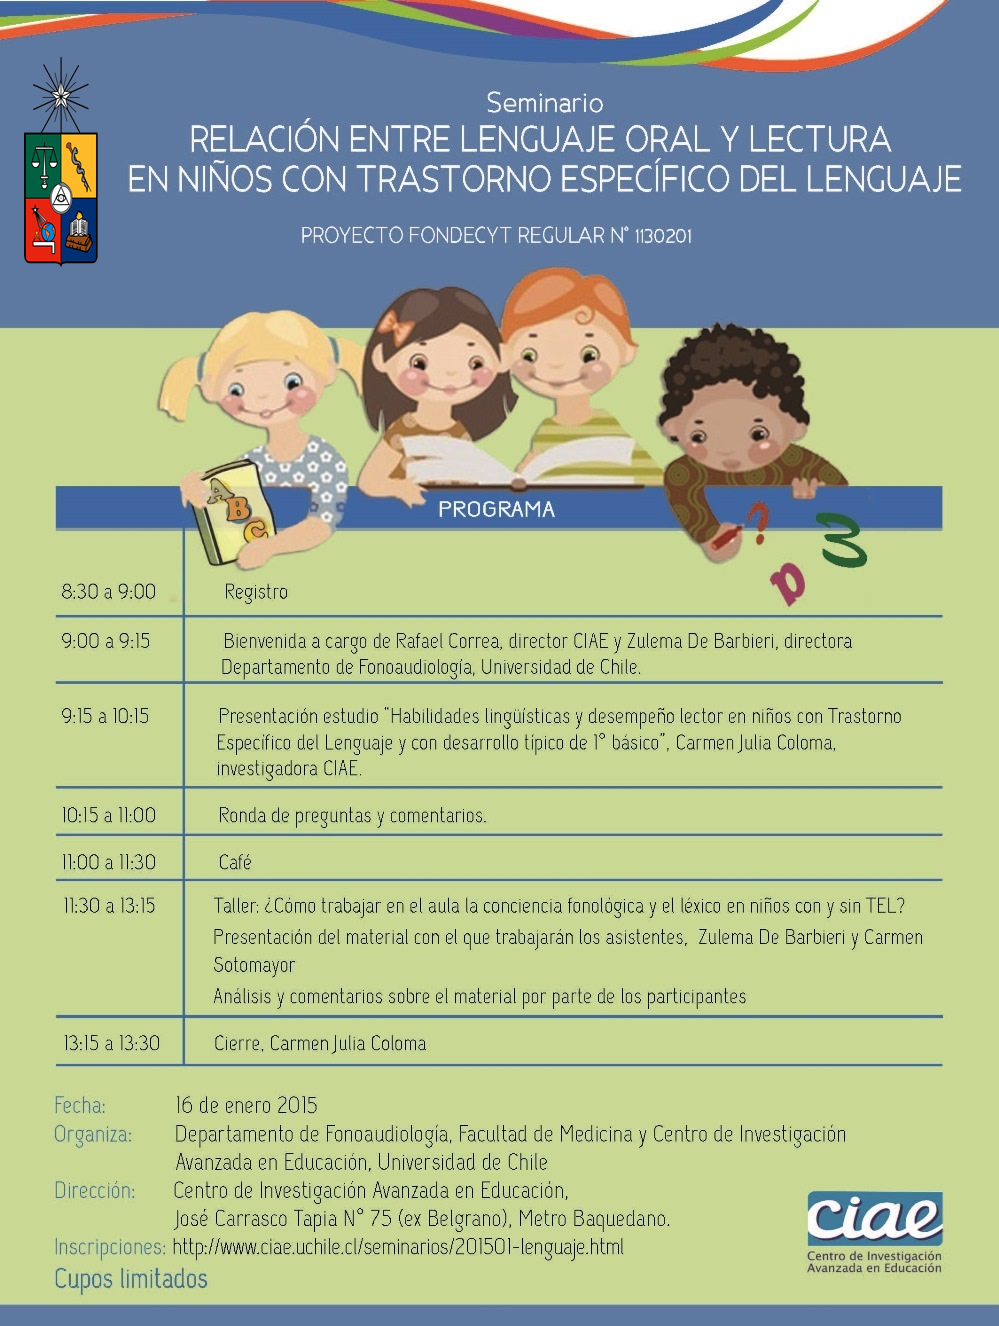 Seminario
RELACIÓN ENTRE LENGUAJE ORAL Y LECTURA
EN NIÑOS CON TRASTORNO ESPECÍFICO DEL LENGUAJE
PROYECTO FONDECYT REGULAR N° 1130201
A
B
C
PROGRAMA
?
3
p
8:30 a 9:00 Registro
9:00 a 9:15 Bienvenida a cargo de Rafael Correa, director CIAE y Zulema De Barbieri, directora
Departamento de Fonoaudiología, Universidad de Chile.
9:15 a 10:15 Presentación estudio "Habilidades lingüísticas y desempeño lector en niños con Trastorno
Específico del Lenguaje y con desarrollo típico de 1° básico", Carmen Julia Coloma,
investigadora CIAE.
10:15 a 11:00 Ronda de preguntas y comentarios.
11:00 a 11:30 Café
11:30 a 13:15 Taller: ¿Cómo trabajar en el aula la conciencia fonológica y el léxico en niños con y sin TEL?
Presentación del material con el que trabajarán los asistentes, Zulema De Barbieri y Carmen
Sotomayor
Análisis y comentarios sobre el material por parte de los participantes
13:15 a 13:30 Cierre, Carmen Julia Coloma
Fecha: 16 de enero 2015
Organiza: Departamento de Fonoaudiología, Facultad de Medicina y Centro de Investigación
Avanzada en Educación, Universidad de Chile
Dirección: Centro de Investigación Avanzada en Educación,
José Carrasco Tapia N° 75 (ex Belgrano), Metro Baquedano.
Inscripciones: http://www.ciae.uchile.cl/seminarios/201501-lenguaje.html
Cupos limitados
ciae
Centro de Investigación
Avanzada en Educación